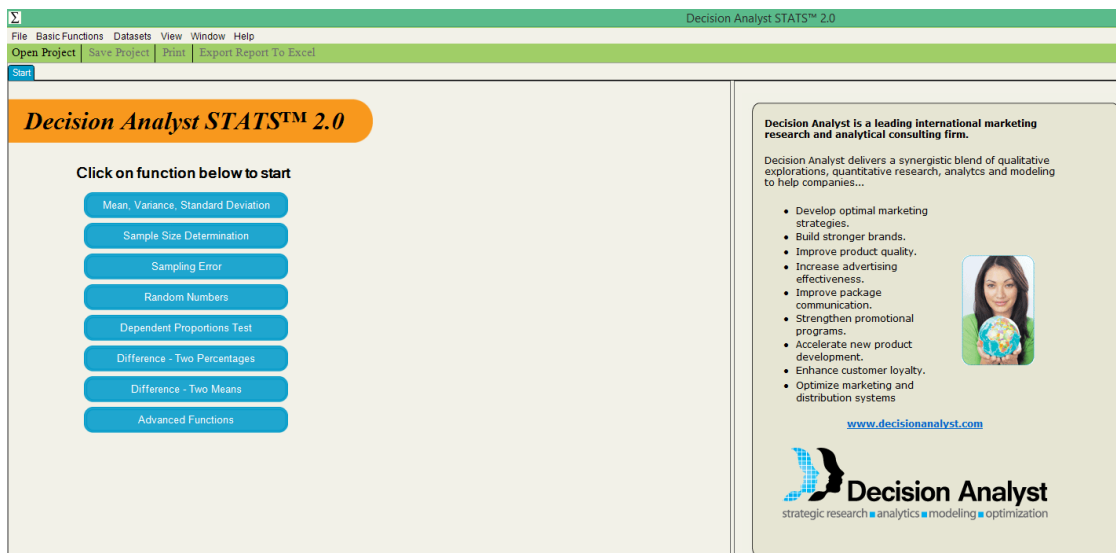 Σ
Decision Analyst STATS™ 2.0
File Basic Functions Datasets View Window Help
Open Project Save Project Print Export Report To Excel
Start
Decision Analyst STATS™ 2.0
Click on function below to start
Mean, Variance, Standard Deviation
Sample Size Determination
Sampling Error
Random Numbers
Dependent Proportions Test
Difference - Two Percentages
Difference - Two Means
Advanced Functions
Decision Analyst is a leading international marketing
research and analytical consulting firm.
Decision Analyst delivers a synergistic blend of qualitative
explorations, quantitative research, analytcs and modeling
to help companies...
• Develop optimal marketing
strategies.
• Build stronger brands.
• Improve product quality.
• Increase advertising
effectiveness.
• Improve package
communication.
• Strengthen promotional
programs.
• Accelerate new product
development.
• Enhance customer loyalty.
• Optimize marketing and
distribution systems
www.decisionanalyst.com
Decision Analyst
strategic research ■ analytics ■ modeling ■ optimization